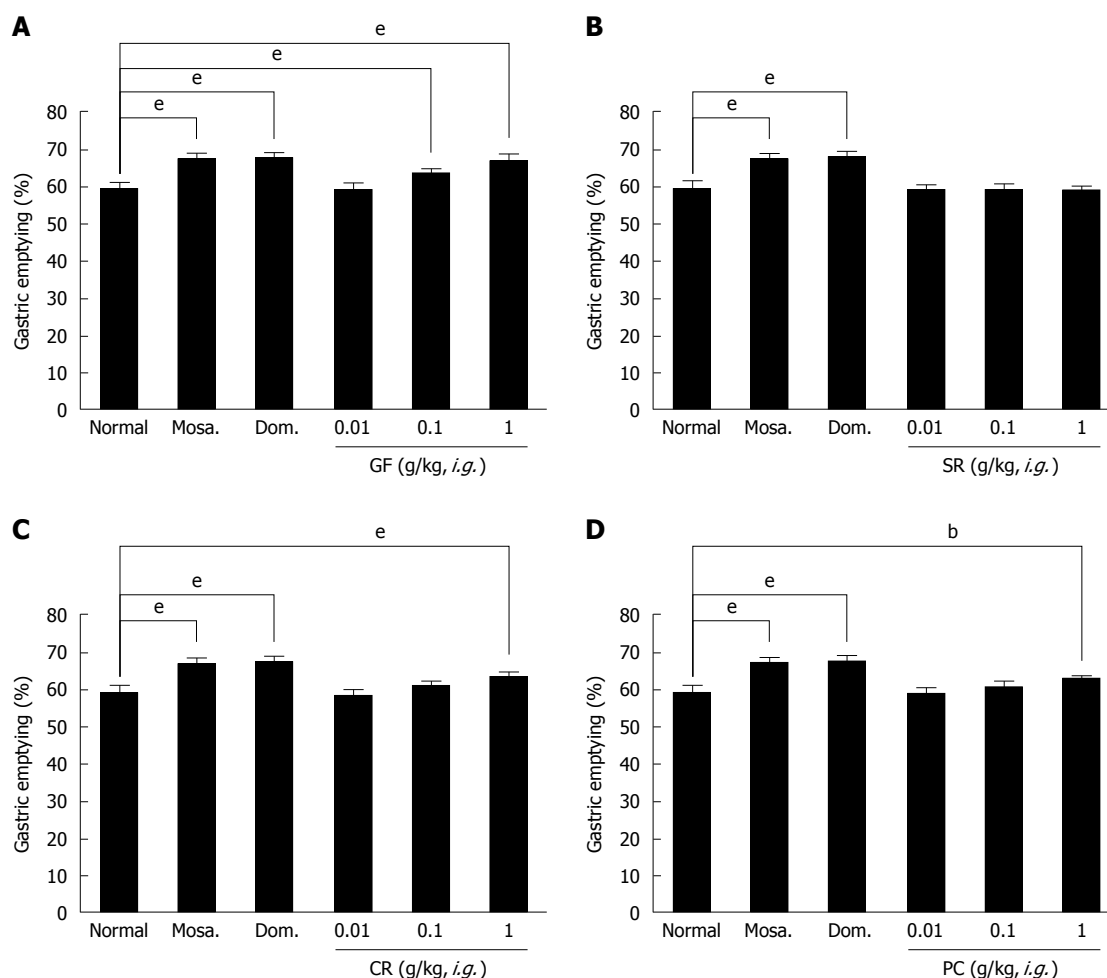 A
e
e
e
e
80
70
60
50
40
30
20
10
0
Gastric emptying (%)
Normal Mosa. Dom. 0.01 0.1 1
GF (g/kg, i.g.)
B
e
e
80
70
60
50
40
30
20
10
0
Gastric emptying (%)
Normal Mosa. Dom. 0.01 0.1 1
SR (g/kg, i.g.)
C
e
e
e
80
70
60
50
40
30
20
10
0
Gastric emptying (%)
Normal Mosa. Dom. 0.01 0.1 1
CR (g/kg, i.g.)
D
b
e
e
80
70
60
50
40
30
20
10
0
Gastric emptying (%)
Normal Mosa. Dom. 0.01 0.1 1
PC (g/kg, i.g.)